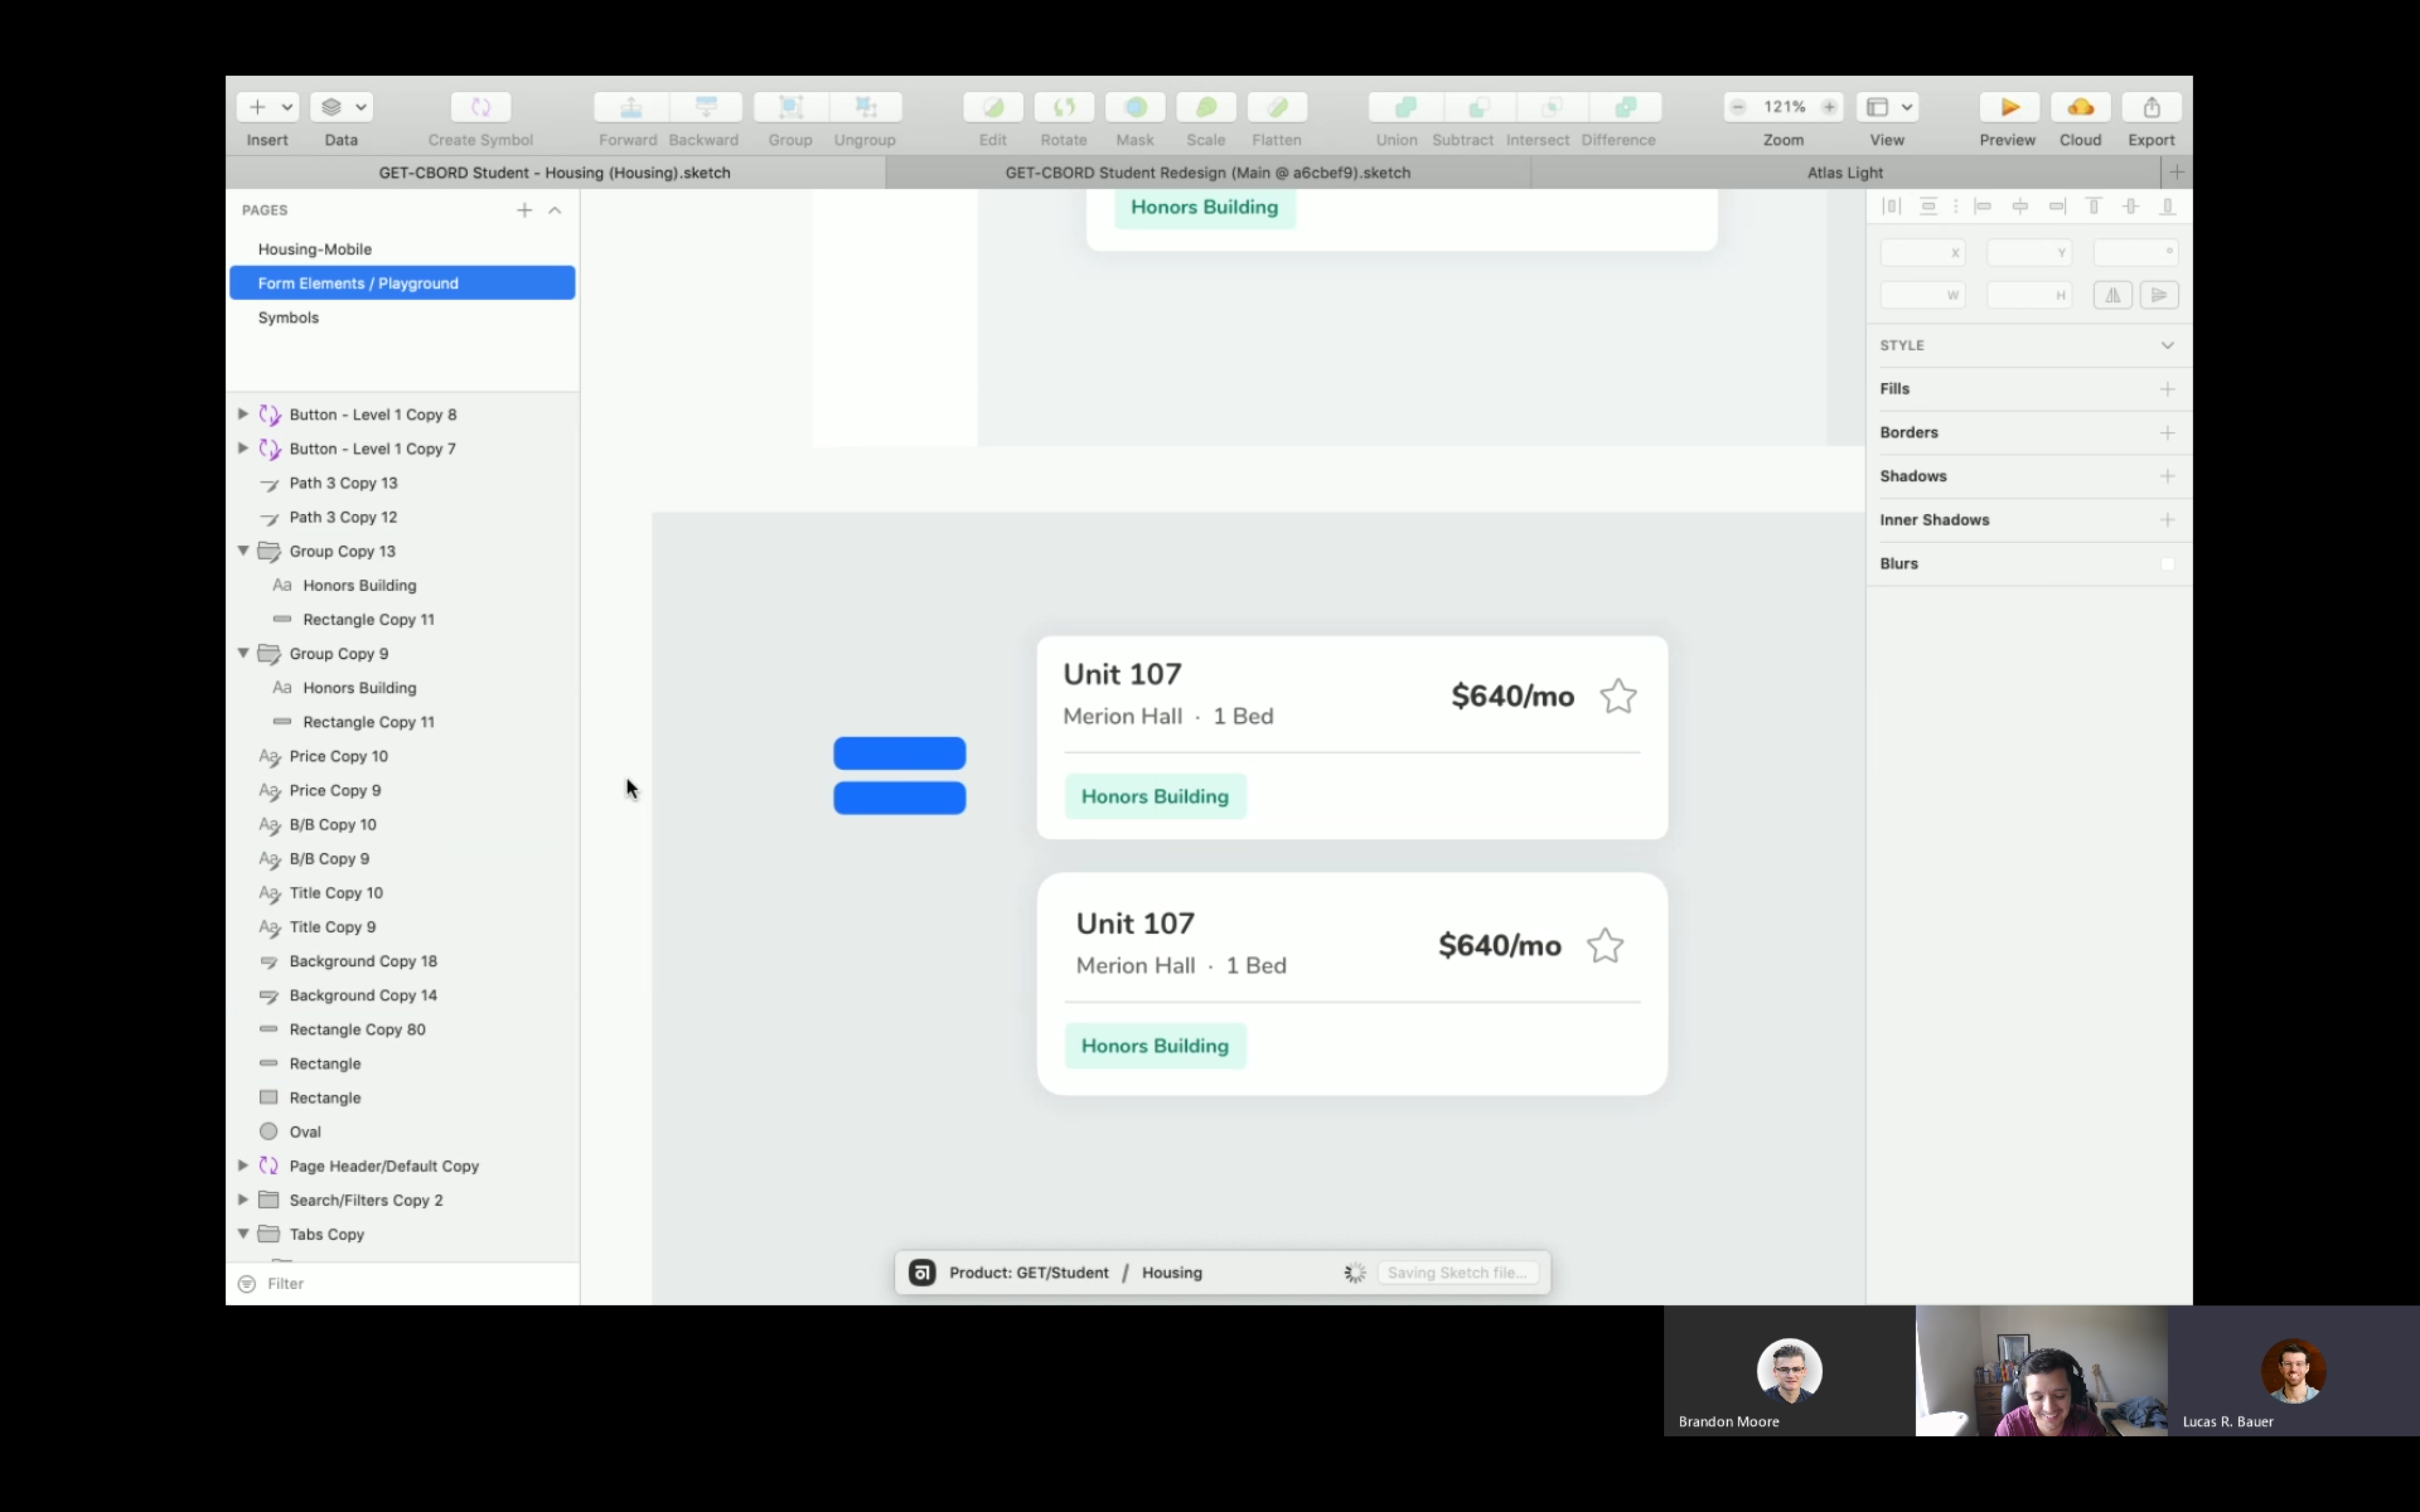 121%
Insert
Data
Create Symbol
Forward
Backward
Group
Ungroup
Edit
Rotate
Mask
Scale
Flatten
Union
Subtract
Intersect
Difference
Zoom
View
Preview
Cloud
Export
GET-CBORD Student - Housing (Housing).sketch
GET-CBORD Student Redesign (Main @ a6cbef9).sketch
Atlas Light
PAGES
Housing-Mobile
Form Elements / Playground
Symbols
Button - Level 1 Copy 8
Button - Level 1 Copy 7
Path 3 Copy 13
Path 3 Copy 12
Group Copy 13
Aa Honors Building
Rectangle Copy 11
Group Copy 9
Aa Honors Building
Rectangle Copy 11
Aa Price Copy 10
Aa Price Copy 9
Aa B/B Copy 10
Aa B/B Copy 9
Aa Title Copy 10
Aa Title Copy 9
Background Copy 18
Background Copy 14
Rectangle Copy 80
Rectangle
Rectangle
Oval
Page Header/Default Copy
Search/Filters Copy 2
Tabs Copy
Filter
Honors Building
Unit 107
Merion Hall · 1 Bed
$640/mo
Honors Building
Unit 107
Merion Hall · 1 Bed
$640/mo
Honors Building
Product: GET/Student / Housing
Saving Sketch file...
X
Y
°
W
H
STYLE
Fills
Borders
Shadows
Inner Shadows
Blurs
Brandon Moore
Lucas R. Bauer